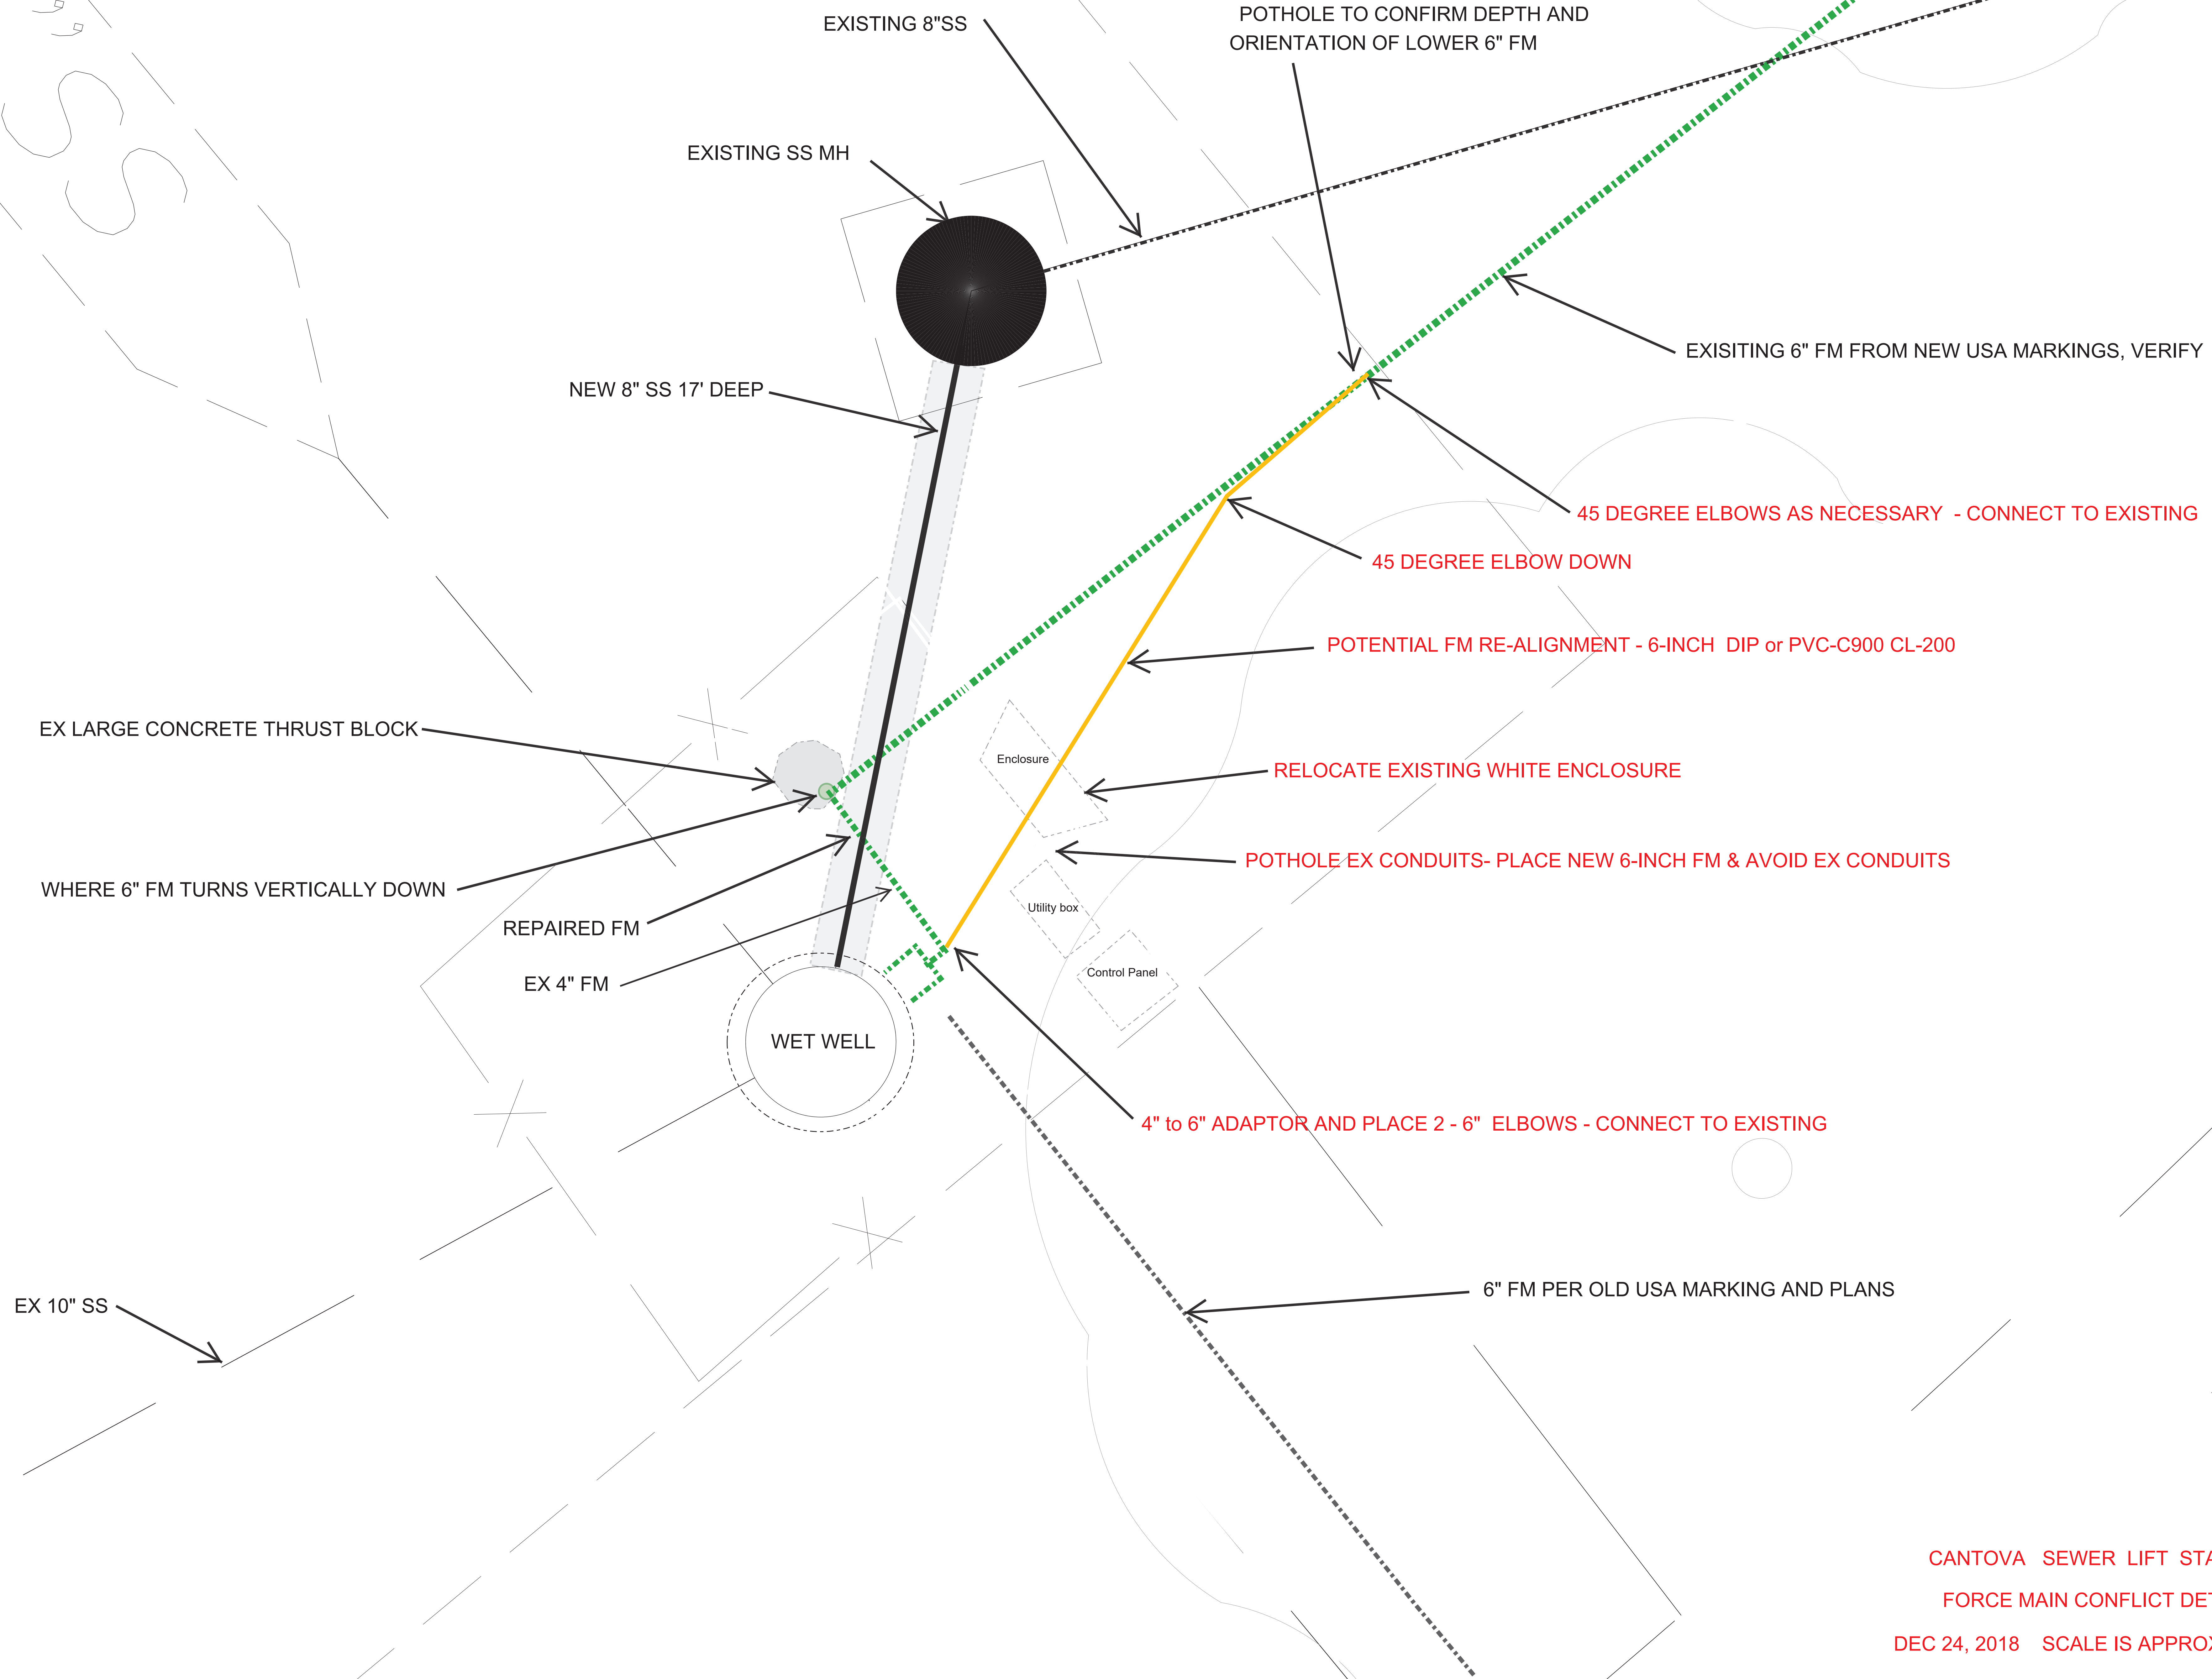 EXISTING 8"SS
POTHOLE TO CONFIRM DEPTH AND
ORIENTATION OF LOWER 6" FM
SS
EXISTING SS MH
EXISITING 6" FM FROM NEW USA MARKINGS, VERIFY
NEW 8" SS 17' DEEP
45 DEGREE ELBOWS AS NECESSARY - CONNECT TO EXISTING
45 DEGREE ELBOW DOWN
POTENTIAL FM RE-ALIGNMENT - 6-INCH DIP or PVC-C900 CL-200
EX LARGE CONCRETE THRUST BLOCK
Enclosure
RELOCATE EXISTING WHITE ENCLOSURE
POTHOLE EX CONDUITS- PLACE NEW 6-INCH FM & AVOID EX CONDUITS
WHERE 6" FM TURNS VERTICALLY DOWN
Utility box
REPAIRED FM
Control Panel
EX 4" FM
WET WELL
4" to 6" ADAPTOR AND PLACE 2 - 6" ELBOWS - CONNECT TO EXISTING
6" FM PER OLD USA MARKING AND PLANS
EX 10" SS
CANTOVA SEWER LIFT STA
FORCE MAIN CONFLICT DET
DEC 24, 2018 SCALE IS APPROX